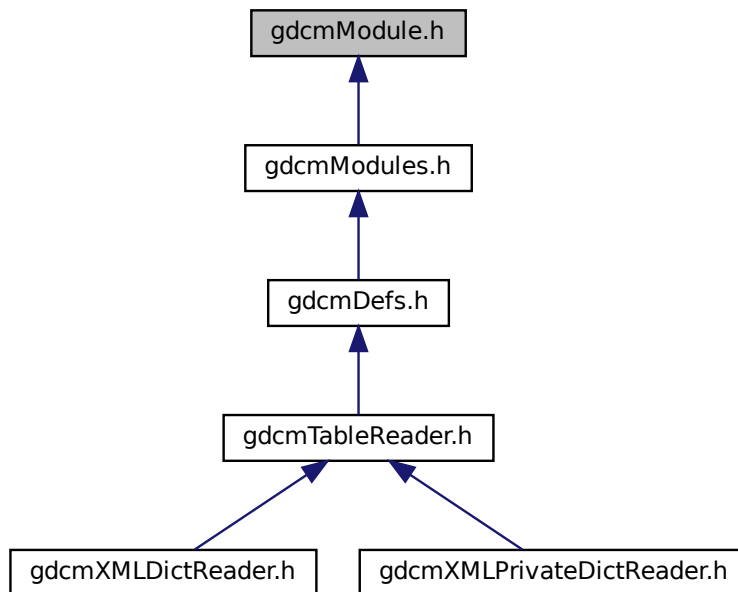 gdcmModule.h
gdcmModules.h
gdcmDefs.h
gdcmTableReader.h
gdcmXMLDictReader.h
gdcmXMLPrivateDictReader.h